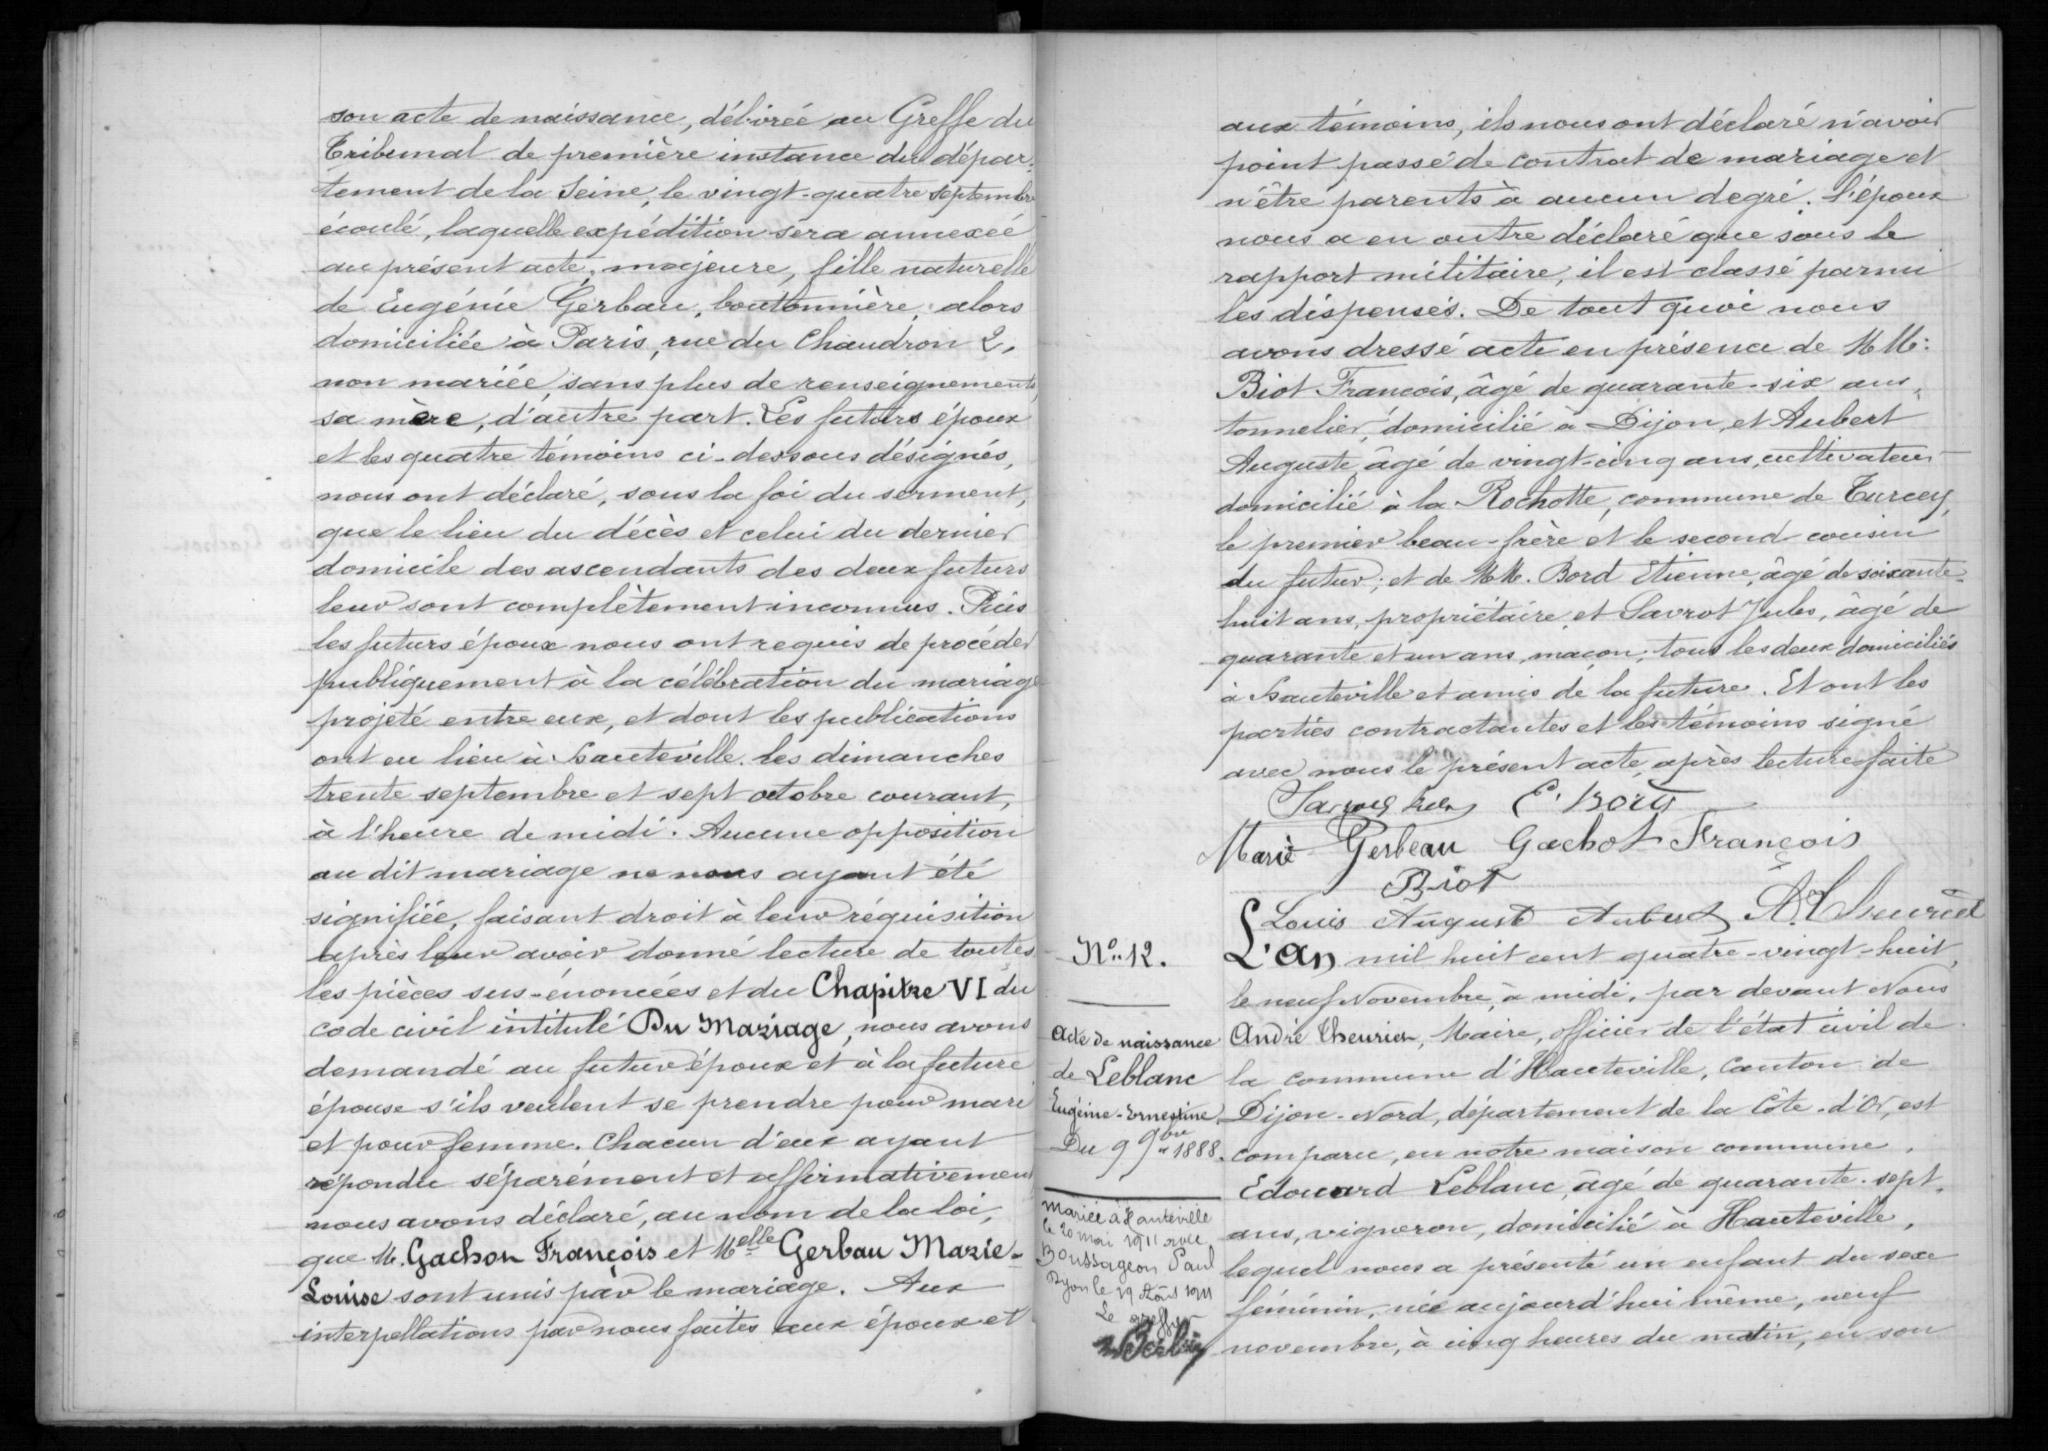 son acte de naissance, délivrée au Greffe du
Tribunal de première instance du dépar-
tement de la Seine, le vingt-quatre septembre
écoulé, laquelle expédition sera annexée
au présent acte, majeure, fille naturelle
de Eugénie Gerbau, boutonnière, alors
domiciliée à Paris, rue du Chaudron 2,
non mariée, sans plus de renseignements,
sa mère, d'autre part. Les futurs époux
et les quatre témoins ci-dessous désignés,
nous ont déclaré, sous la foi du serment,
que le lieu du décès et celui du dernier
domicile des ascendants des deux futurs
leur sont complètement inconnus. Puis
les futurs époux nous ont requis de procéder
publiquement à la célébration du mariage
projeté entre eux, et dont les publications
ont eu lieu à Hauteville les dimanches
trente septembre et sept octobre courant,
à l'heure de midi. Aucune opposition
au dit mariage ne nous ayant été
signifiée, faisant droit à leur réquisition
après leur avoir donné lecture de toutes
les pièces sus-énoncées et du Chapitre VI du
code civil intitulé Du Mariage, nous avons
demandé au futur époux et à la future
épouse s'ils veulent se prendre pour mari
et pour femme. Chacun d'eux ayant
répondu séparément et affirmativement
nous avons déclaré, au nom de la loi,
que M. Gachon François et Melle Gerbau Marie-
Louise sont unis par le mariage. Aux
interpellations par nous faites aux époux et
aux témoins, ils nous ont déclaré n'avoir
point passé de contrat de mariage et
n'être parents à aucun degré. L'époux
nous a en outre déclaré que sous le
rapport militaire, il est classé parmi
les dispensés. De tout quoi nous
avons dressé acte en présence de MM:
Biot François, âgé de quarante-six ans,
tonnelier, domicilié à Dijon, et Aubert
Auguste, âgé de vingt-cinq ans, cultivateur
domicilié à la Rochotte, commune de Turcey,
le premier beau-frère et le second cousin
du futur; et de MM. Bord Etienne, âgé de soixante-
huit ans, propriétaire et Savrot Jules, âgé de
quarante et un ans, maçon; tous les deux domiciliés
à Hauteville et amis de la future. Et ont les
parties contractantes et les témoins signé
avec nous le présent acte, après lecture faite
E. Bord
Marie Gerbeau Gachot François
Biot
Louis August Aubert A. Theuriet
No. 12.
Acte de naissance
de Leblanc
Eugénie-Ernestine
Du 9 9bre 1888.
Mariée à Hauteville
le 20 mai 1911 avec
Boussageon Paul
Dijon le 29 Août 1911
Le greffier
L'an mil huit cent quatre-vingt-huit,
le neuf Novembre, à midi, par devant Nous
André Theuriet, Maire, officier de l'état civil de
la commune d'Hauteville, Canton de
Dijon-Nord, département de la Côte-d'Or, est
comparu, en notre maison commune,
Edouard Leblanc, âgé de quarante-sept
ans, vigneron, domicilié à Hauteville,
lequel nous a présenté un enfant du sexe
féminin, née aujourd'hui même, neuf
novembre, à cinq heures du matin, en son